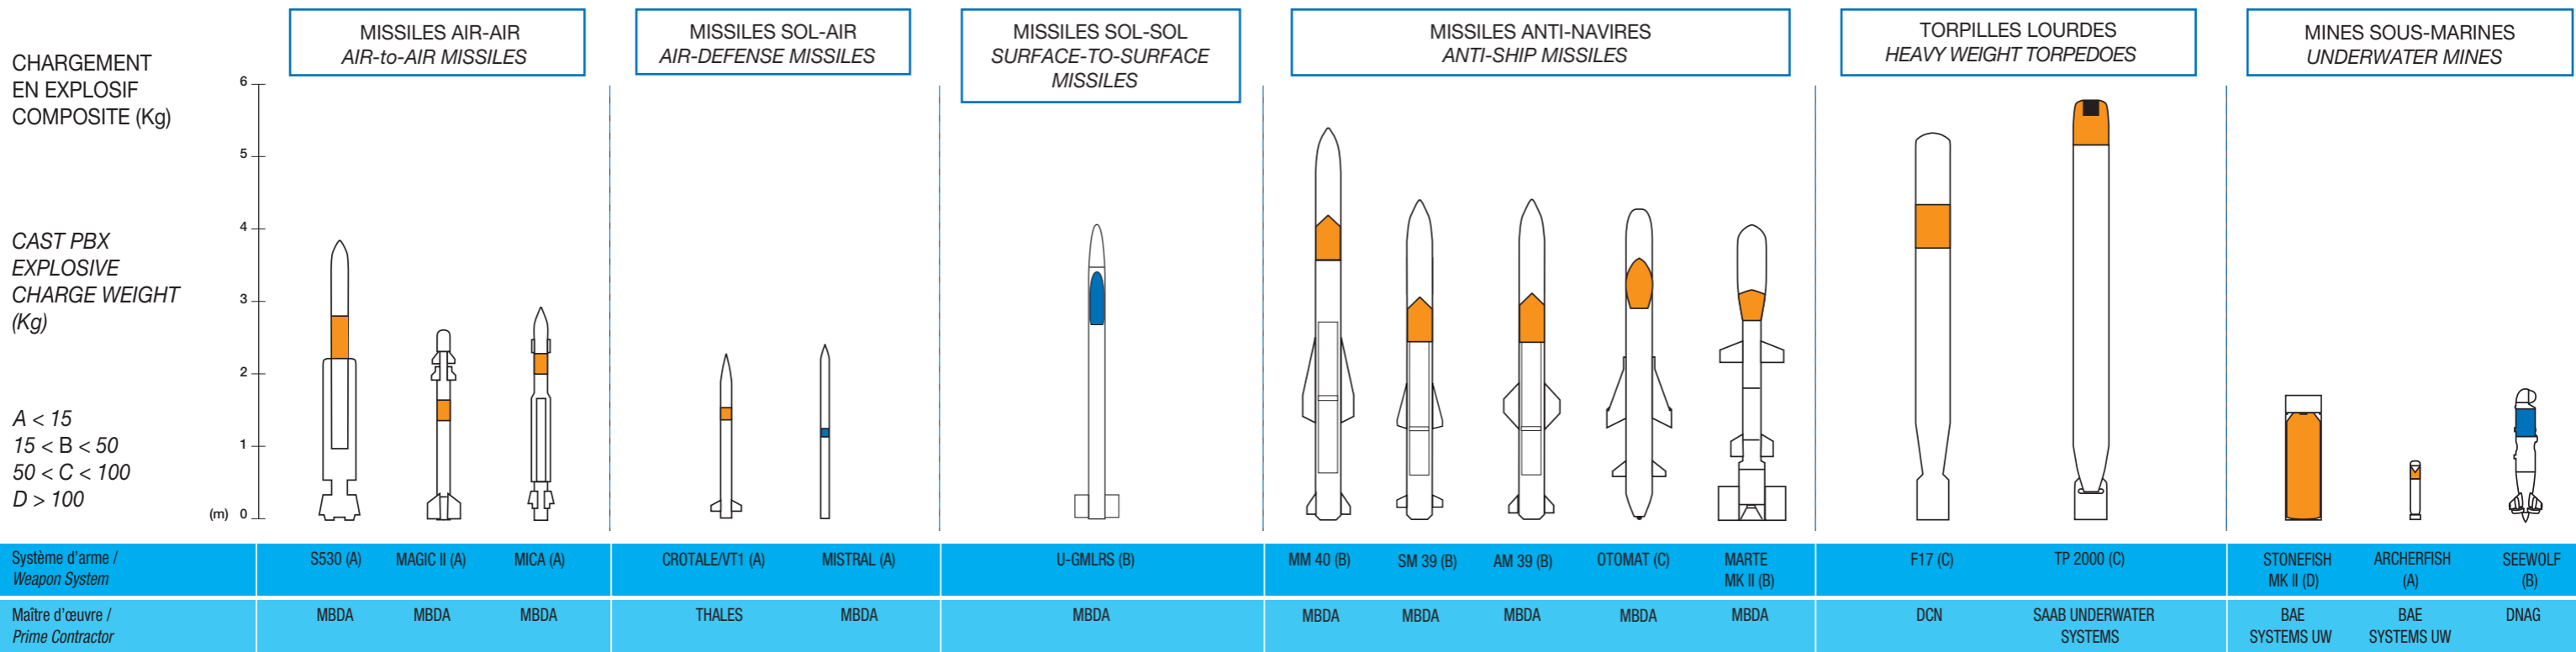 MISSILES AIR-AIR
AIR-to-AIR MISSILES
MISSILES SOL-AIR
AIR-DEFENSE MISSILES
MISSILES SOL-SOL
SURFACE-TO-SURFACE
MISSILES
MISSILES ANTI-NAVIRES
ANTI-SHIP MISSILES
TORPILLES LOURDES
HEAVY WEIGHT TORPEDOES
MINES SOUS-MARINES
UNDERWATER MINES
CHARGEMENT
EN EXPLOSIF
COMPOSITE (Kg)
CAST PBX
EXPLOSIVE
CHARGE WEIGHT
(Kg)
A < 15
15 < B < 50
50 < C < 100
D > 100
6
5
4
3
2
1
(m) 0
Système d'arme /
Weapon System
S530 (A)
MAGIC II (A)
MICA (A)
CROTALE/VT1 (A)
MISTRAL (A)
U-GMLRS (B)
MM 40 (B)
SM 39 (B)
AM 39 (B)
OTOMAT (C)
MARTE
MK II (B)
F17 (C)
TP 2000 (C)
STONEFISH
MK II (D)
ARCHERFISH
(A)
SEEWOLF
(B)
Maître d'œuvre /
Prime Contractor
MBDA
MBDA
MBDA
THALES
MBDA
MBDA
MBDA
MBDA
MBDA
MBDA
MBDA
DCN
SAAB UNDERWATER
SYSTEMS
BAE
SYSTEMS UW
BAE
SYSTEMS UW
DNAG